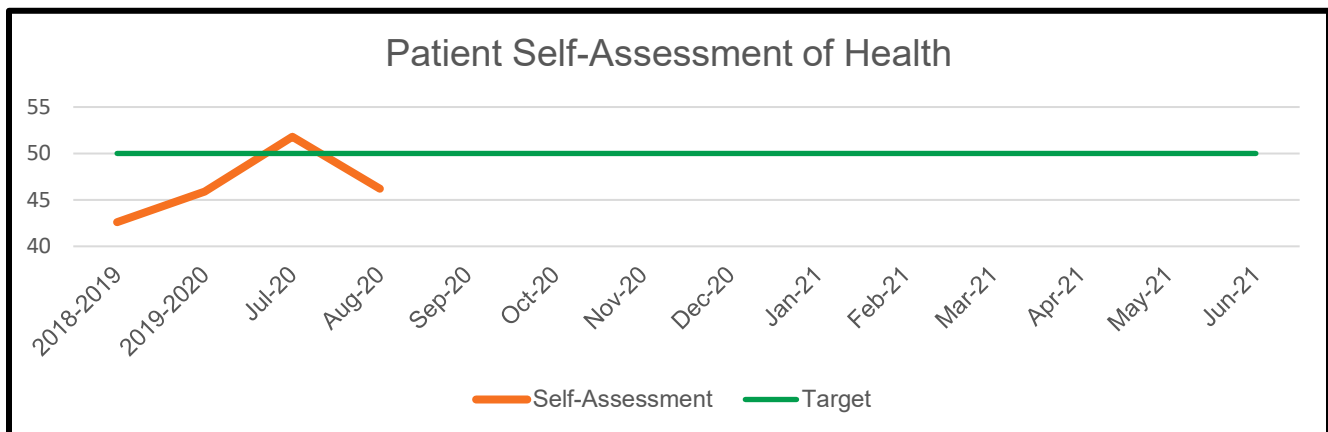 Patient Self-Assessment of Health
55
50
45
40
2018-2019
2019-2020
Jul-20
Aug-20
Sep-20
Oct-20
Nov-20
Dec-20
Jan-21
Feb-21
Mar-21
Apr-21
May-21
Jun-21
Self-Assessment Target